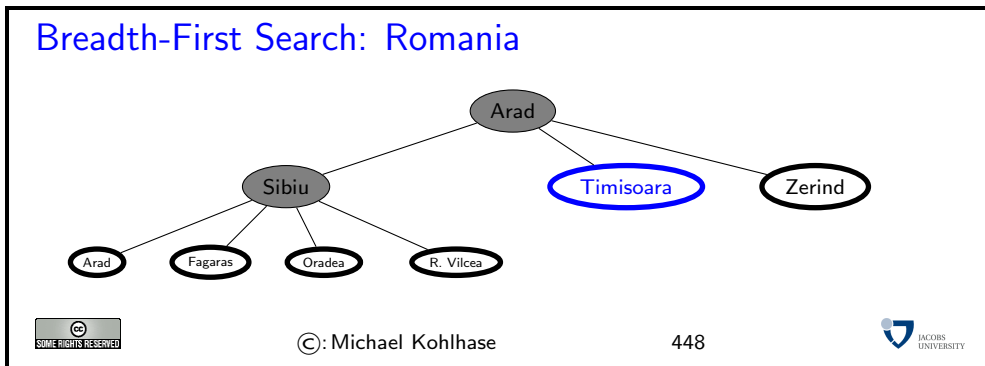 Breadth-First Search: Romania
Arad
Sibiu Timisoara Zerind
Arad Fagaras Oradea R. Vilcea
cc
SOME RIGHTS RESERVED
©: Michael Kohlhase 448
JACOBS
UNIVERSITY